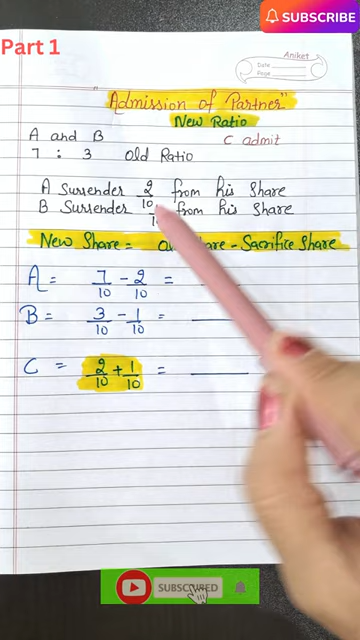 SUBSCRIBE
Part 1
Aniket
Date
Page
"Admission of Partner"
New Ratio
A and B C admit
7 : 3 Old Ratio
A Surrender 2/10 from his Share
B Surrender from his Share
New Share = Share - Sacrifice Share
A = 7/10 - 2/10 =
B = 3/10 - 1/10 =
C = 2/10 + 1/10 =
SUBSCRIBED